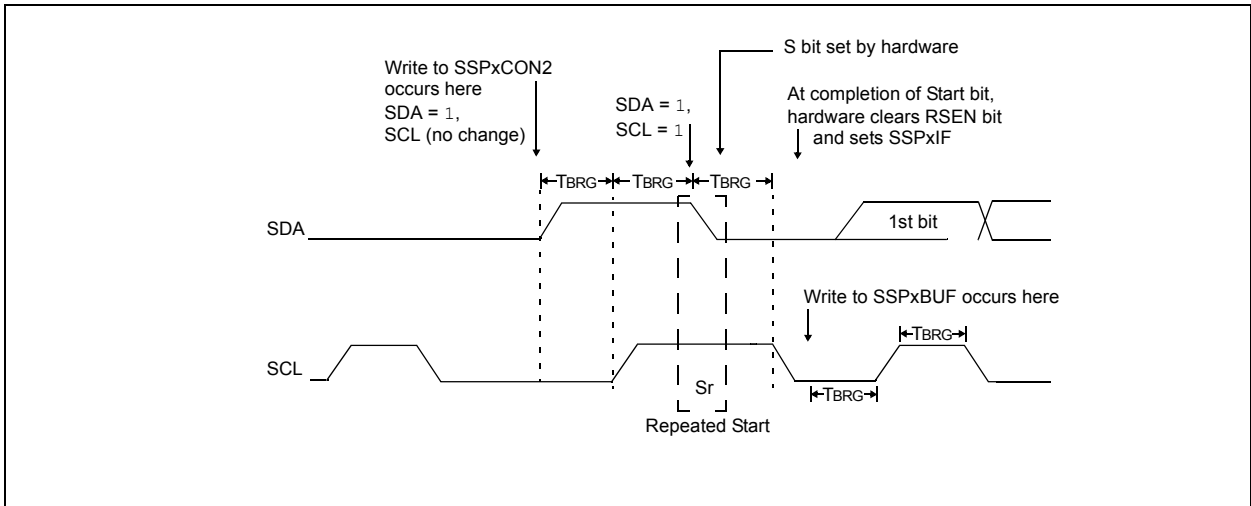 S bit set by hardware
Write to SSPxCON2
occurs here
SDA = 1,
SCL (no change)
SDA = 1,
SCL = 1
At completion of Start bit,
hardware clears RSEN bit
and sets SSPxIF
TBRG TBRG TBRG
SDA
1st bit
Write to SSPxBUF occurs here
TBRG
SCL
Sr
TBRG
Repeated Start